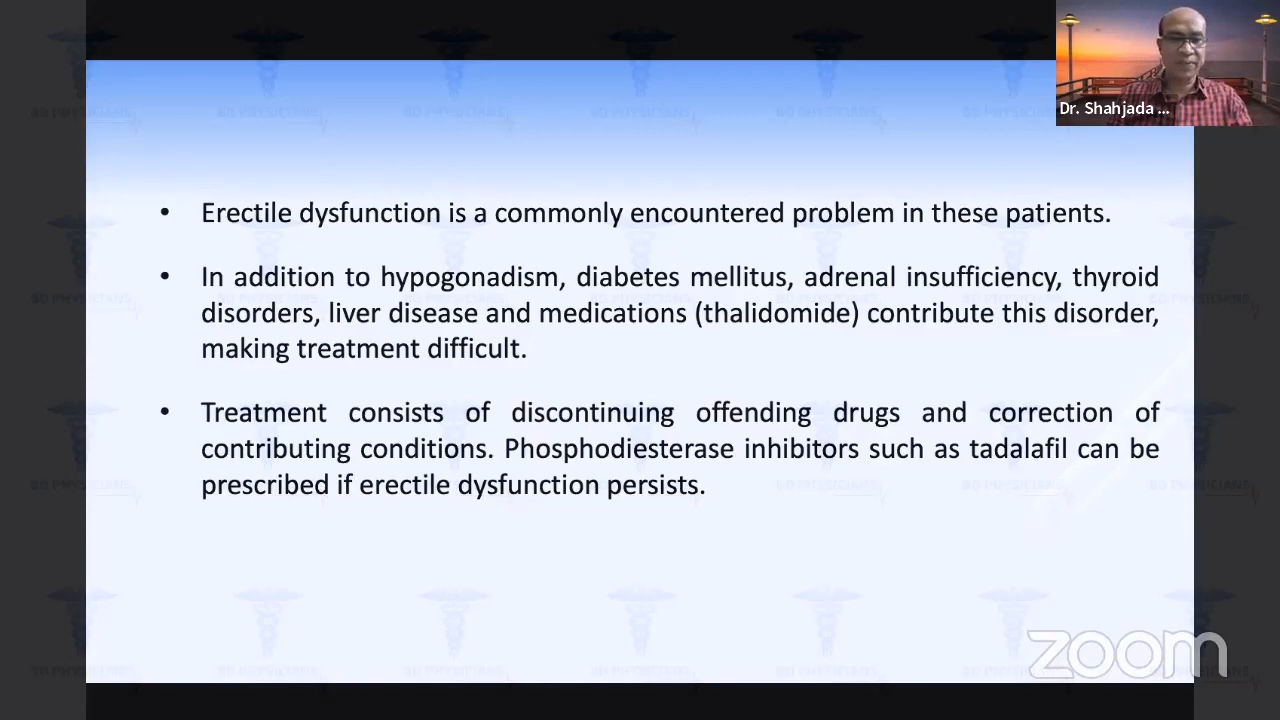 Dr. Shahjada ...
• Erectile dysfunction is a commonly encountered problem in these patients.
• In addition to hypogonadism, diabetes mellitus, adrenal insufficiency, thyroid
disorders, liver disease and medications (thalidomide) contribute this disorder,
making treatment difficult.
• Treatment consists of discontinuing offending drugs and correction of
contributing conditions. Phosphodiesterase inhibitors such as tadalafil can be
prescribed if erectile dysfunction persists.
BD PHYSICIANS
zoom